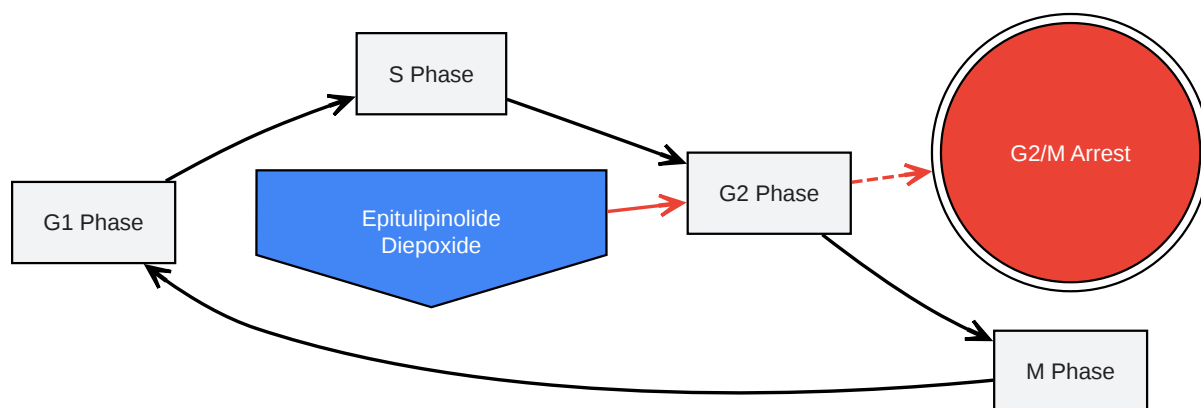 S Phase
G2/M Arrest
G2 Phase
G1 Phase
Epitulipinolide
Diepoxide
M Phase